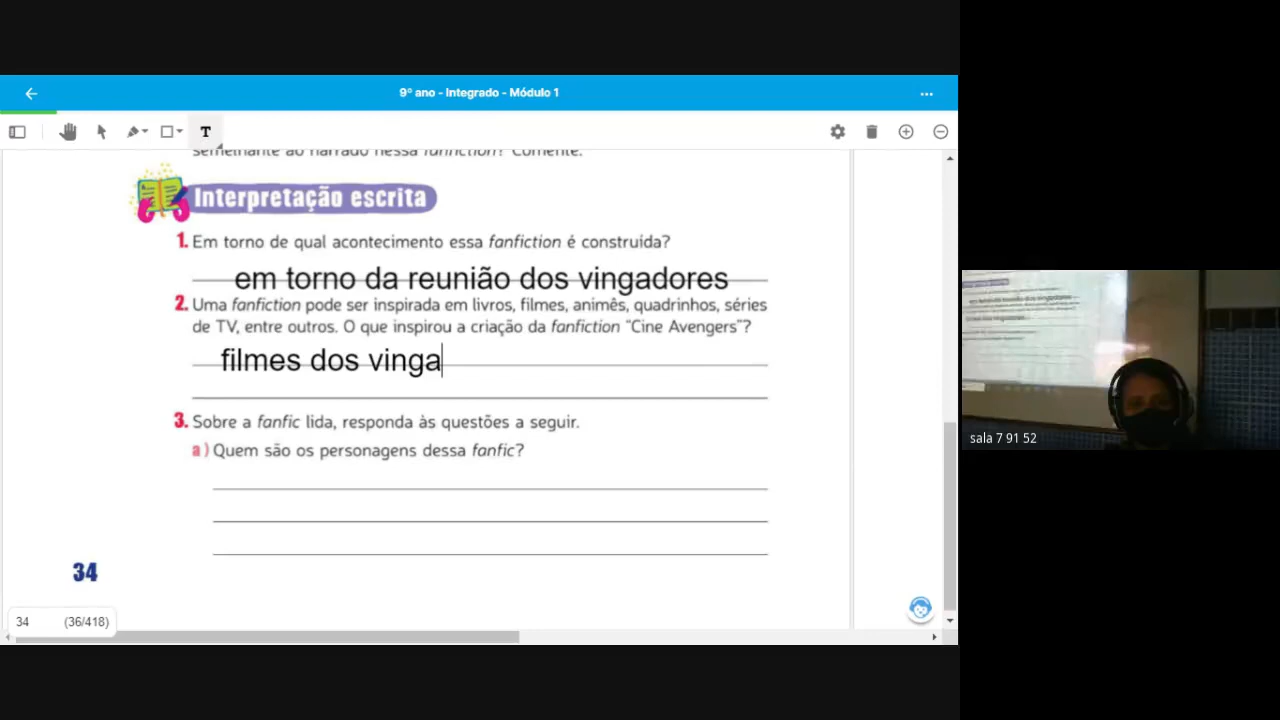 9º ano - Integrado - Módulo 1
T
semelhante ao narrado nessa fanfiction? Comente.
Interpretação escrita
1. Em torno de qual acontecimento essa fanfiction é construída?
em torno da reunião dos vingadores
2. Uma fanfiction pode ser inspirada em livros, filmes, animês, quadrinhos, séries
de TV, entre outros. O que inspirou a criação da fanfiction "Cine Avengers"?
filmes dos vinga
3. Sobre a fanfic lida, responda às questões a seguir.
a) Quem são os personagens dessa fanfic?
34
34 (36/418)
sala 7 91 52